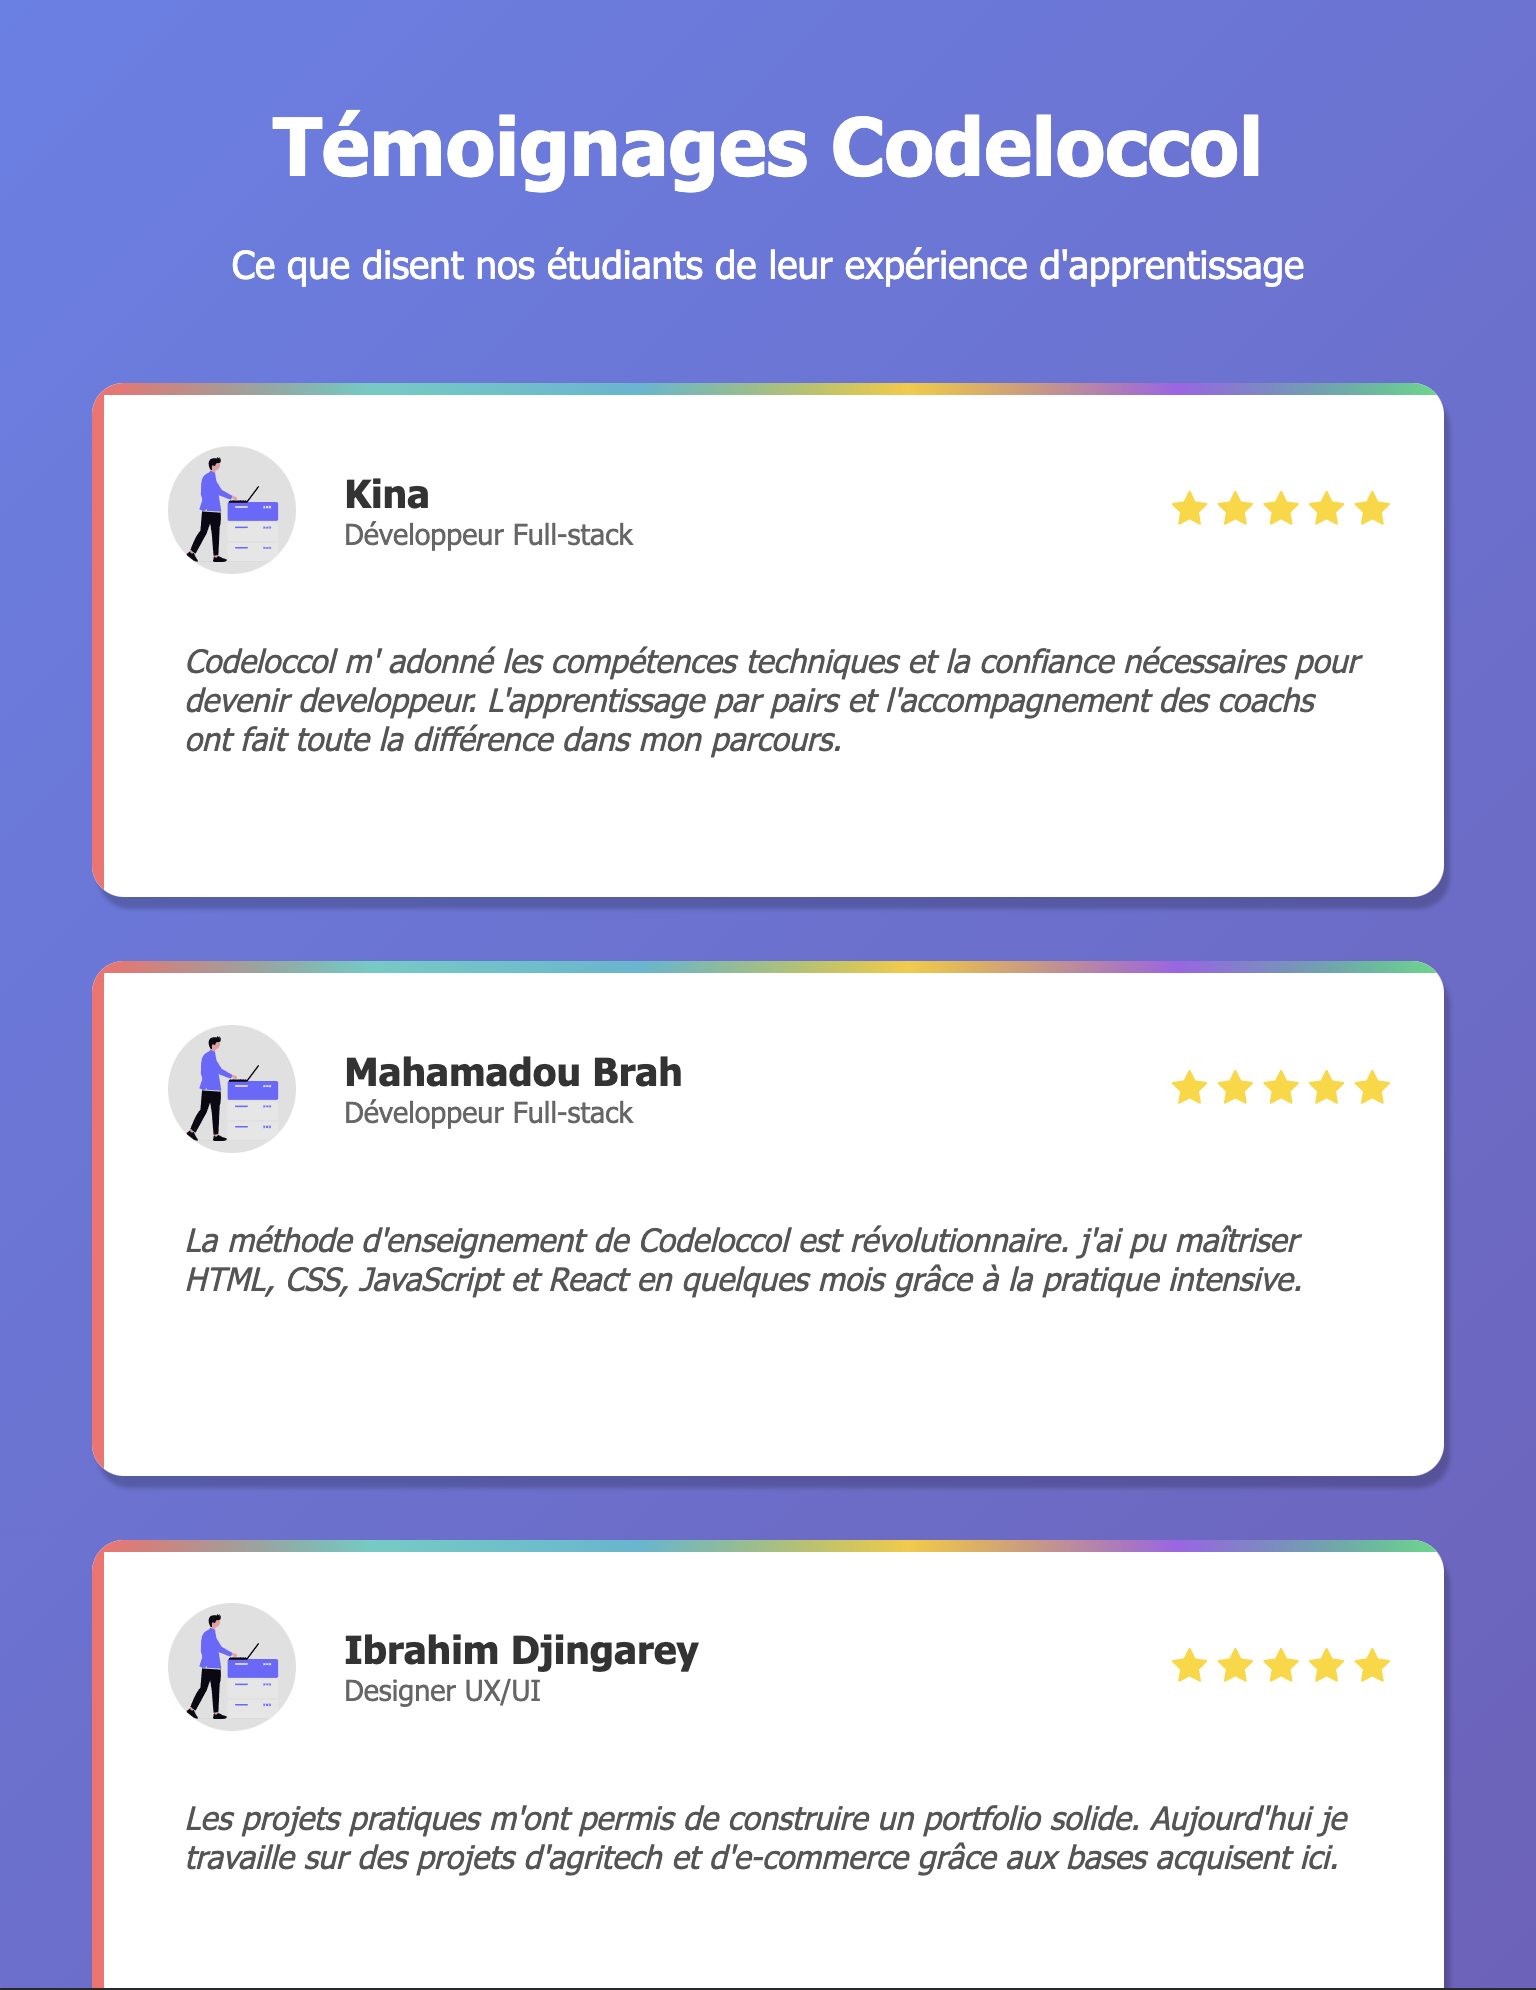 Témoignages Codeloccol
Ce que disent nos étudiants de leur expérience d'apprentissage
Kina
Développeur Full-stack
Codeloccol m' adonné les compétences techniques et la confiance nécessaires pour
devenir developpeur. L'apprentissage par pairs et l'accompagnement des coachs
ont fait toute la différence dans mon parcours.
Mahamadou Brah
Développeur Full-stack
La méthode d'enseignement de Codeloccol est révolutionnaire. j'ai pu maîtriser
HTML, CSS, JavaScript et React en quelques mois grâce à la pratique intensive.
Ibrahim Djingarey
Designer UX/UI
Les projets pratiques m'ont permis de construire un portfolio solide. Aujourd'hui je
travaille sur des projets d'agritech et d'e-commerce grâce aux bases acquisent ici.